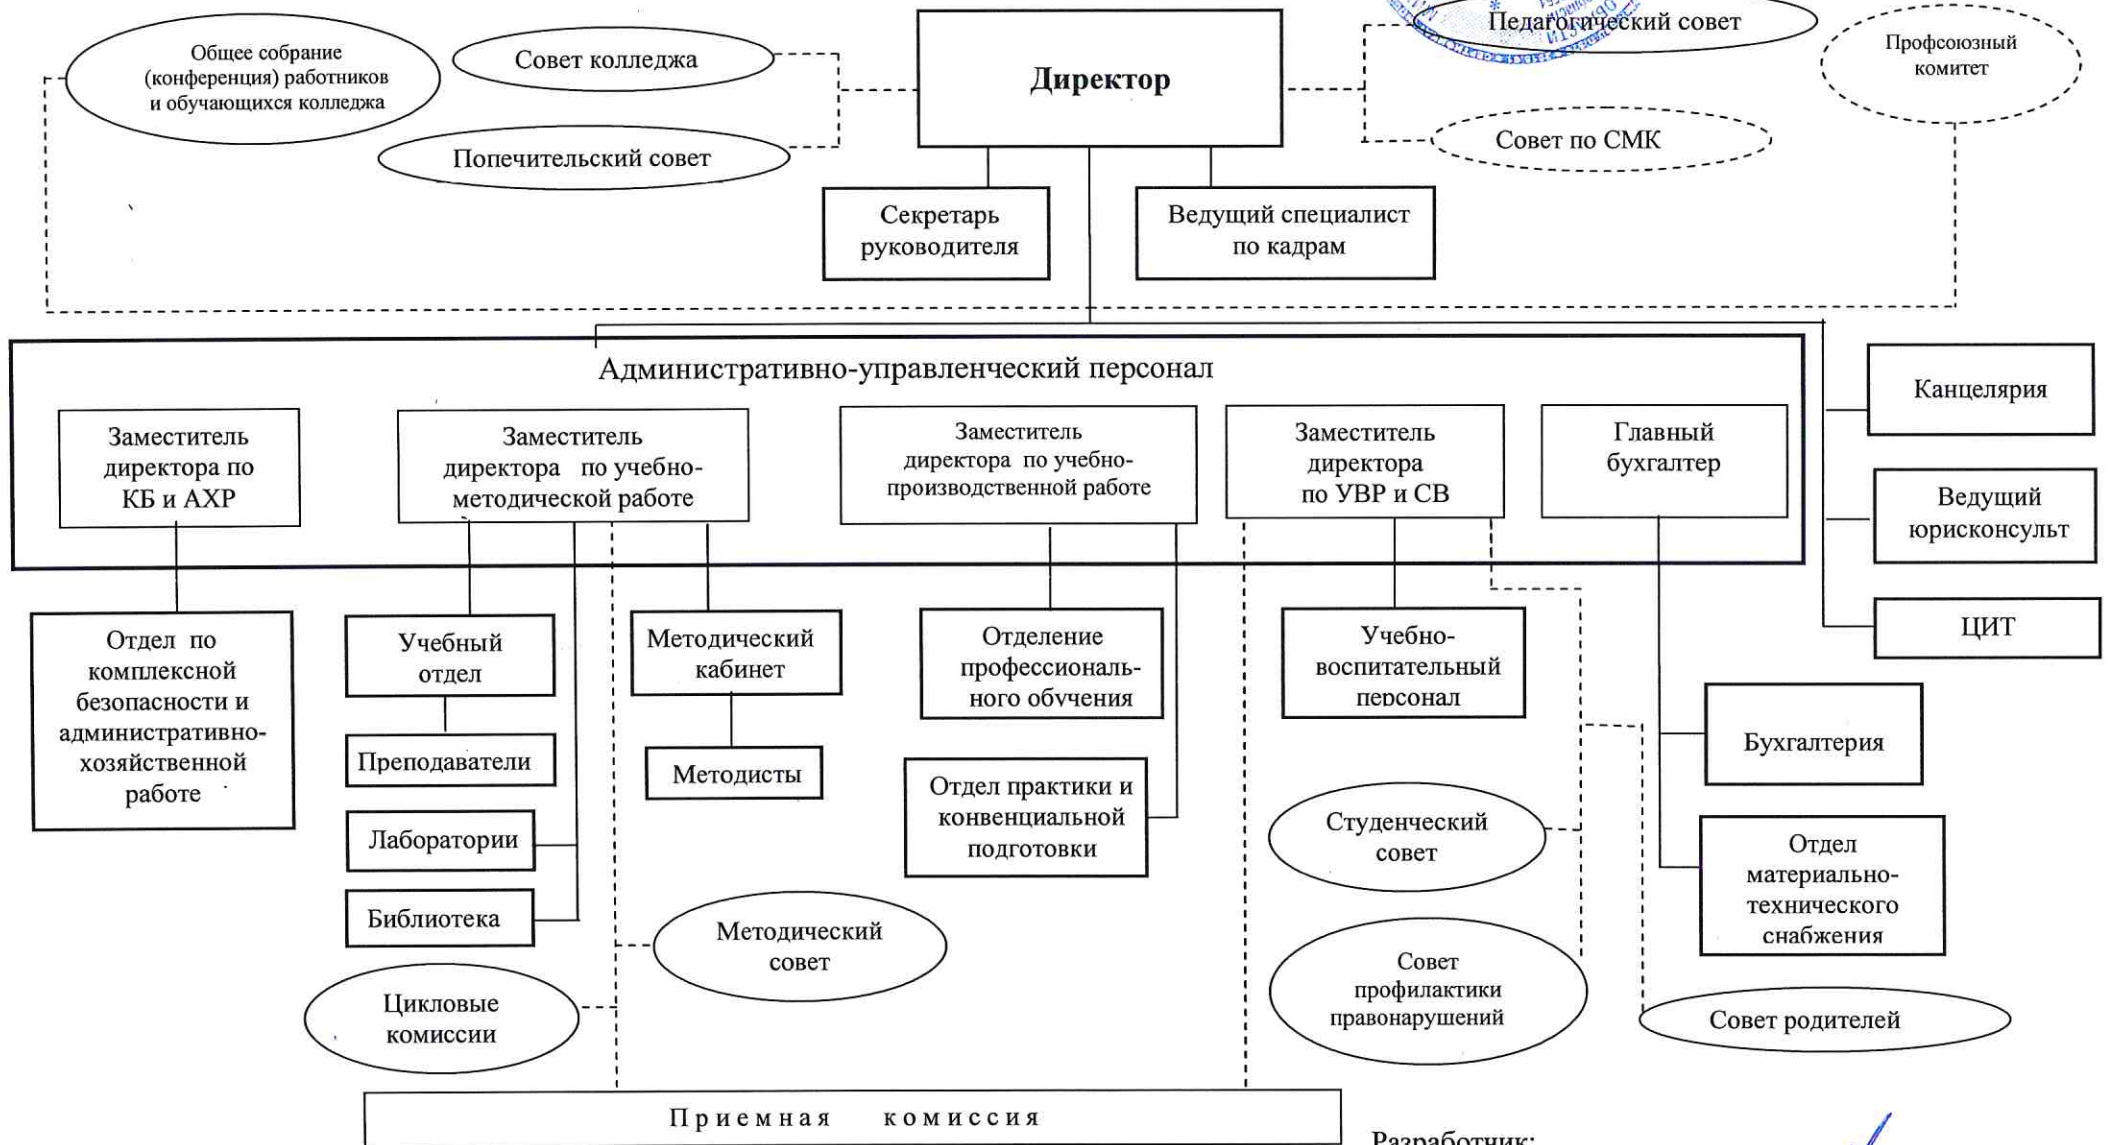 Общее собрание
(конференция) работников
и обучающихся колледжа
Совет колледжа
Попечительский совет
Директор
Педагогический совет
ОБЛАСТИ
Совет по СМК
Профсоюзный
комитет
Секретарь
руководителя
Ведущий специалист
по кадрам
Административно-управленческий персонал
Заместитель
директора по
КБ и АХР
Заместитель
директора по учебно-
методической работе
Заместитель
директора по учебно-
производственной работе
Заместитель
директора
по УВР и СВ
Главный
бухгалтер
Канцелярия
Ведущий
юрисконсульт
ЦИТ
Отдел по
комплексной
безопасности и
административно-
хозяйственной
работе
Учебный
отдел
Преподаватели
Лаборатории
Библиотека
Цикловые
комиссии
Методический
кабинет
Методисты
Методический
совет
Отделение
профессиональ-
ного обучения
Отдел практики и
конвенциальной
подготовки
Учебно-
воспитательный
персонал
Студенческий
совет
Совет
профилактики
правонарушений
Бухгалтерия
Отдел
материально-
технического
снабжения
Совет родителей
Приемная комиссия
Разработчик: